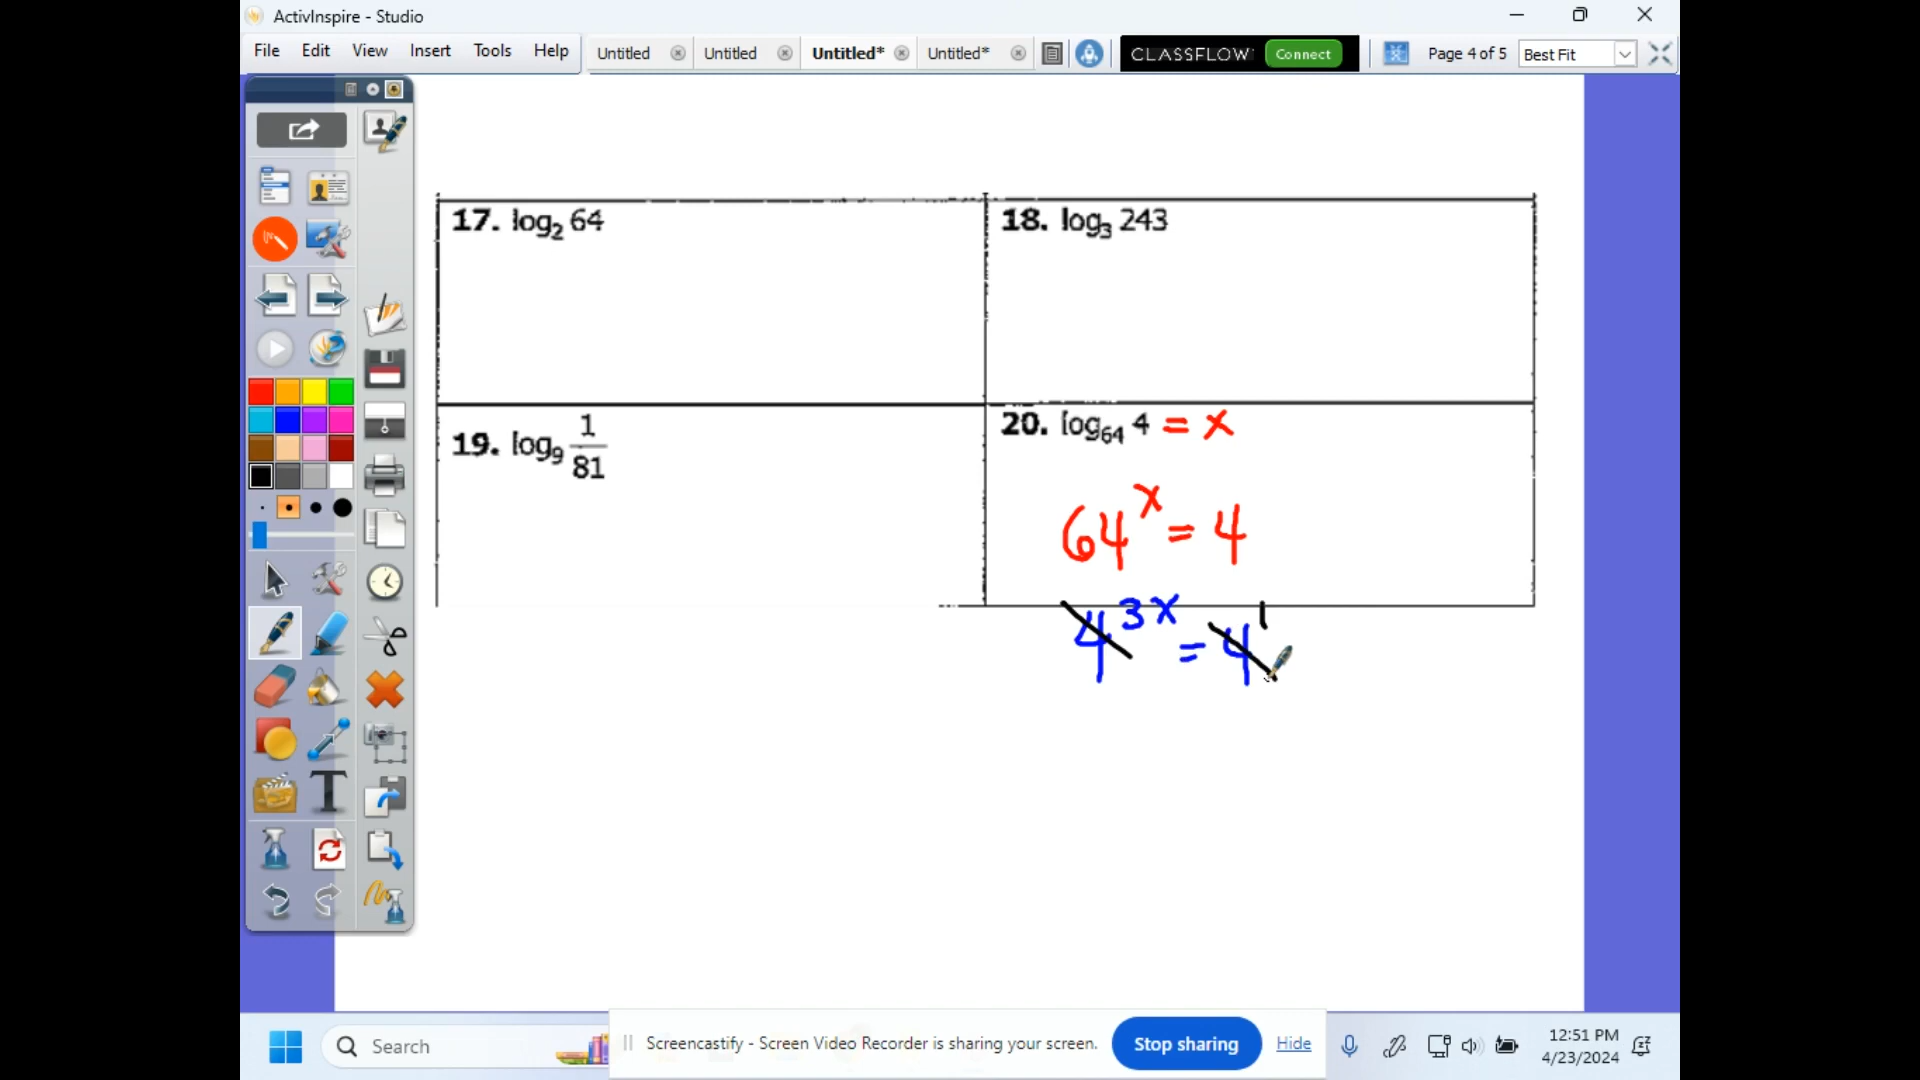 ActivInspire - Studio
File Edit View Insert Tools Help
Untitled Untitled Untitled* Untitled*
CLASSFLOW Connect
Page 4 of 5 Best Fit
17. log₂ 64
18. log₃ 243
19. log₉ 1/81
20. log₆₄ 4 = x
64ˣ = 4
4³ˣ = 4¹
T
Search
Screencastify - Screen Video Recorder is sharing your screen.
Stop sharing
Hide
12:51 PM
4/23/2024